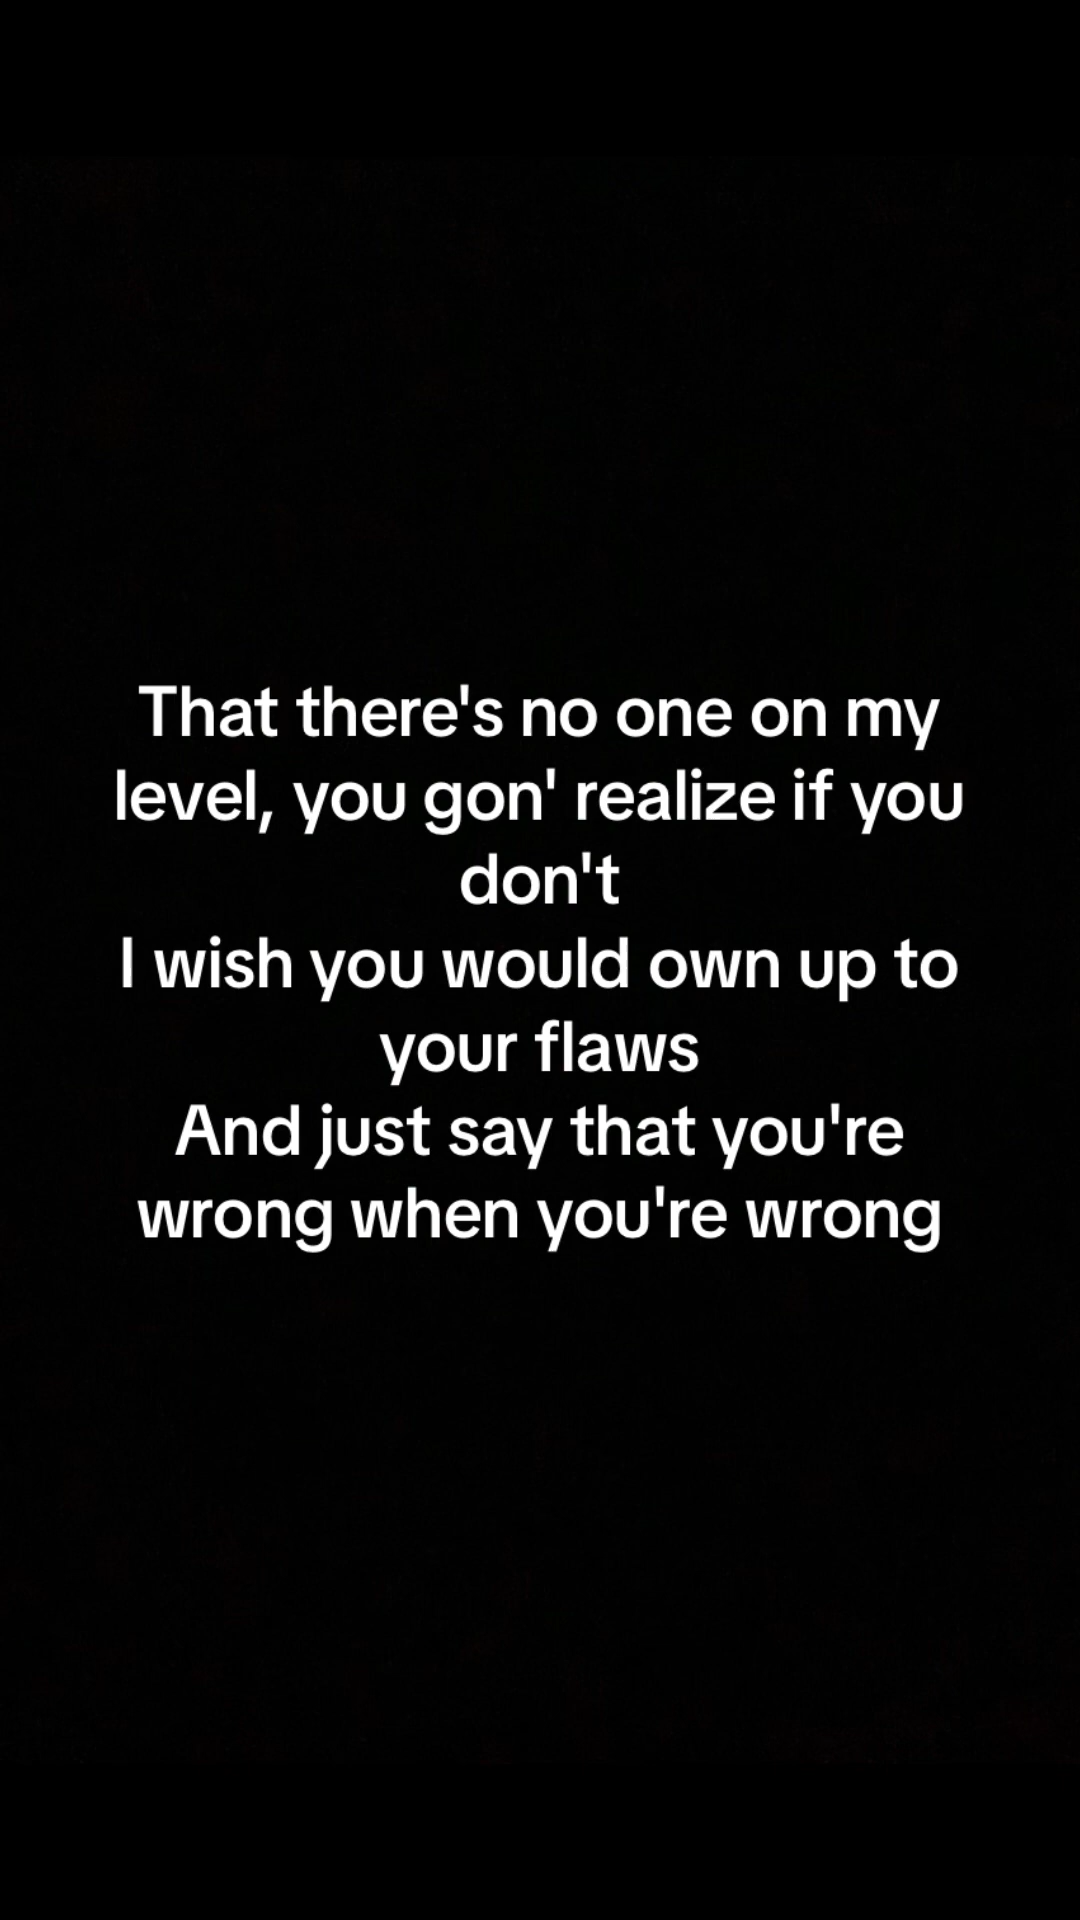 That there's no one on my
level, you gon' realize if you
don't
I wish you would own up to
your flaws
And just say that you're
wrong when you're wrong